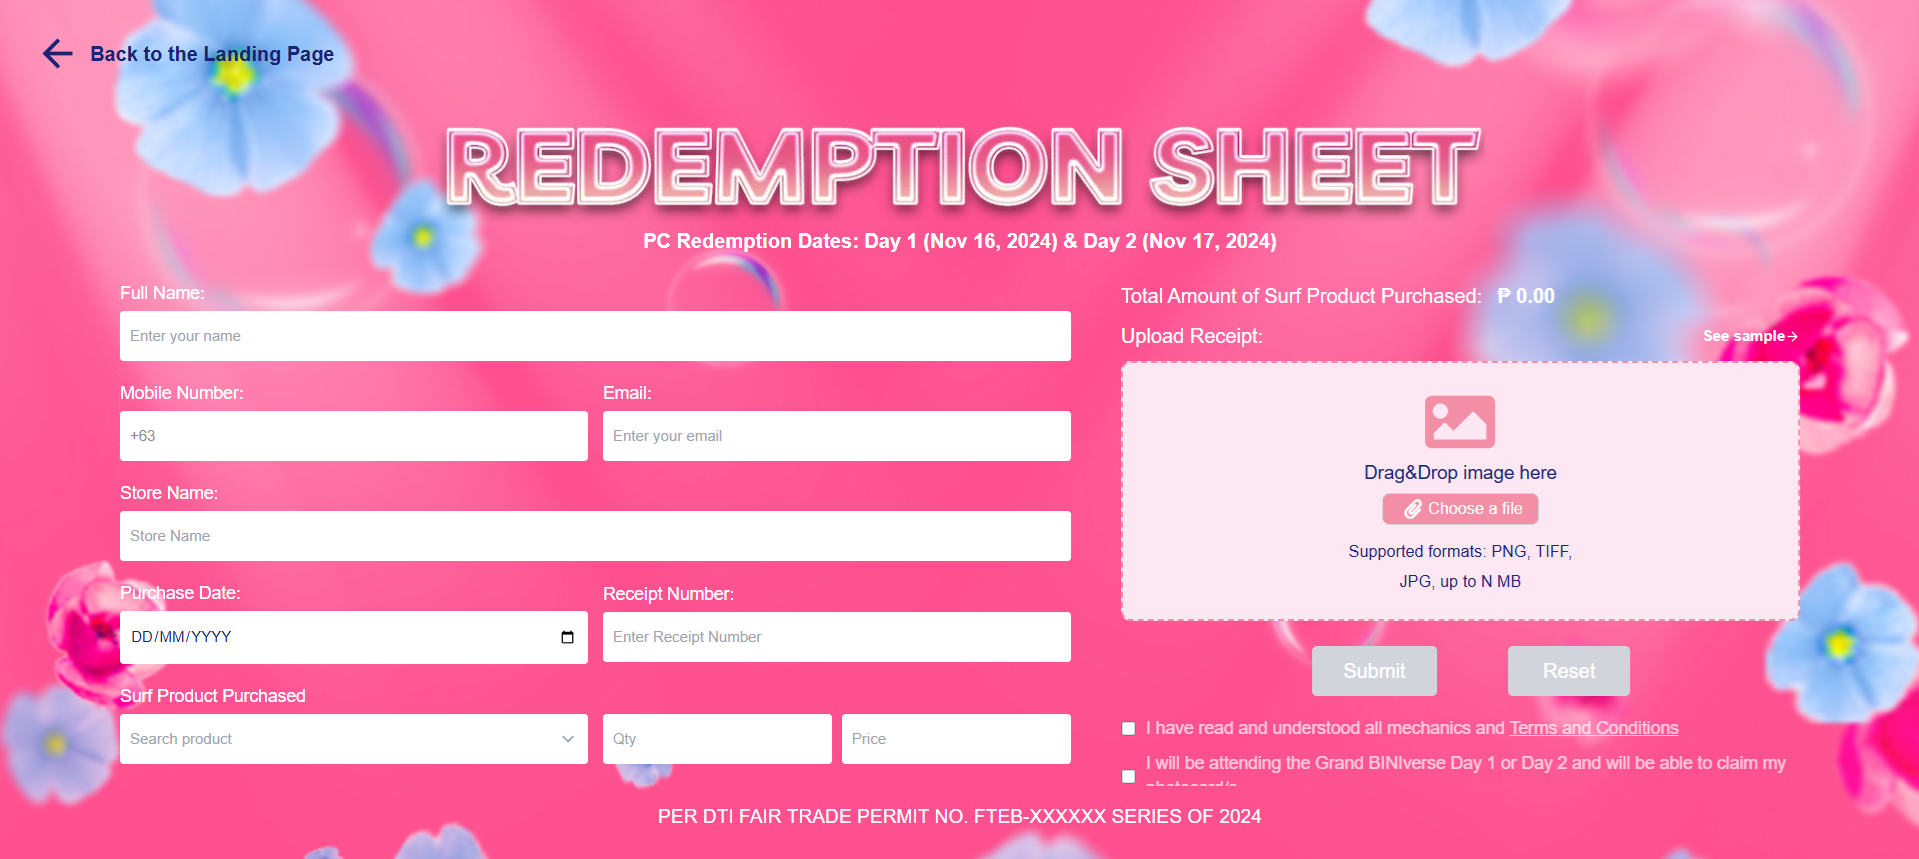 Back to the Landing Page
REDEMPTION SHEET
PC Redemption Dates: Day 1 (Nov 16, 2024) & Day 2 (Nov 17, 2024)
Full Name:
Enter your name
Mobile Number:
Email:
+63
Enter your email
Store Name:
Store Name
Purchase Date:
Receipt Number:
DD/MM/YYYY
Enter Receipt Number
Surf Product Purchased
Search product
Qty
Price
Total Amount of Surf Product Purchased: ₱ 0.00
Upload Receipt:
See sample→
Drag&Drop image here
Choose a file
Supported formats: PNG, TIFF,
JPG, up to N MB
Submit
Reset
I have read and understood all mechanics and Terms and Conditions
I will be attending the Grand BINIverse Day 1 or Day 2 and will be able to claim my
PER DTI FAIR TRADE PERMIT NO. FTEB-XXXXXX SERIES OF 2024